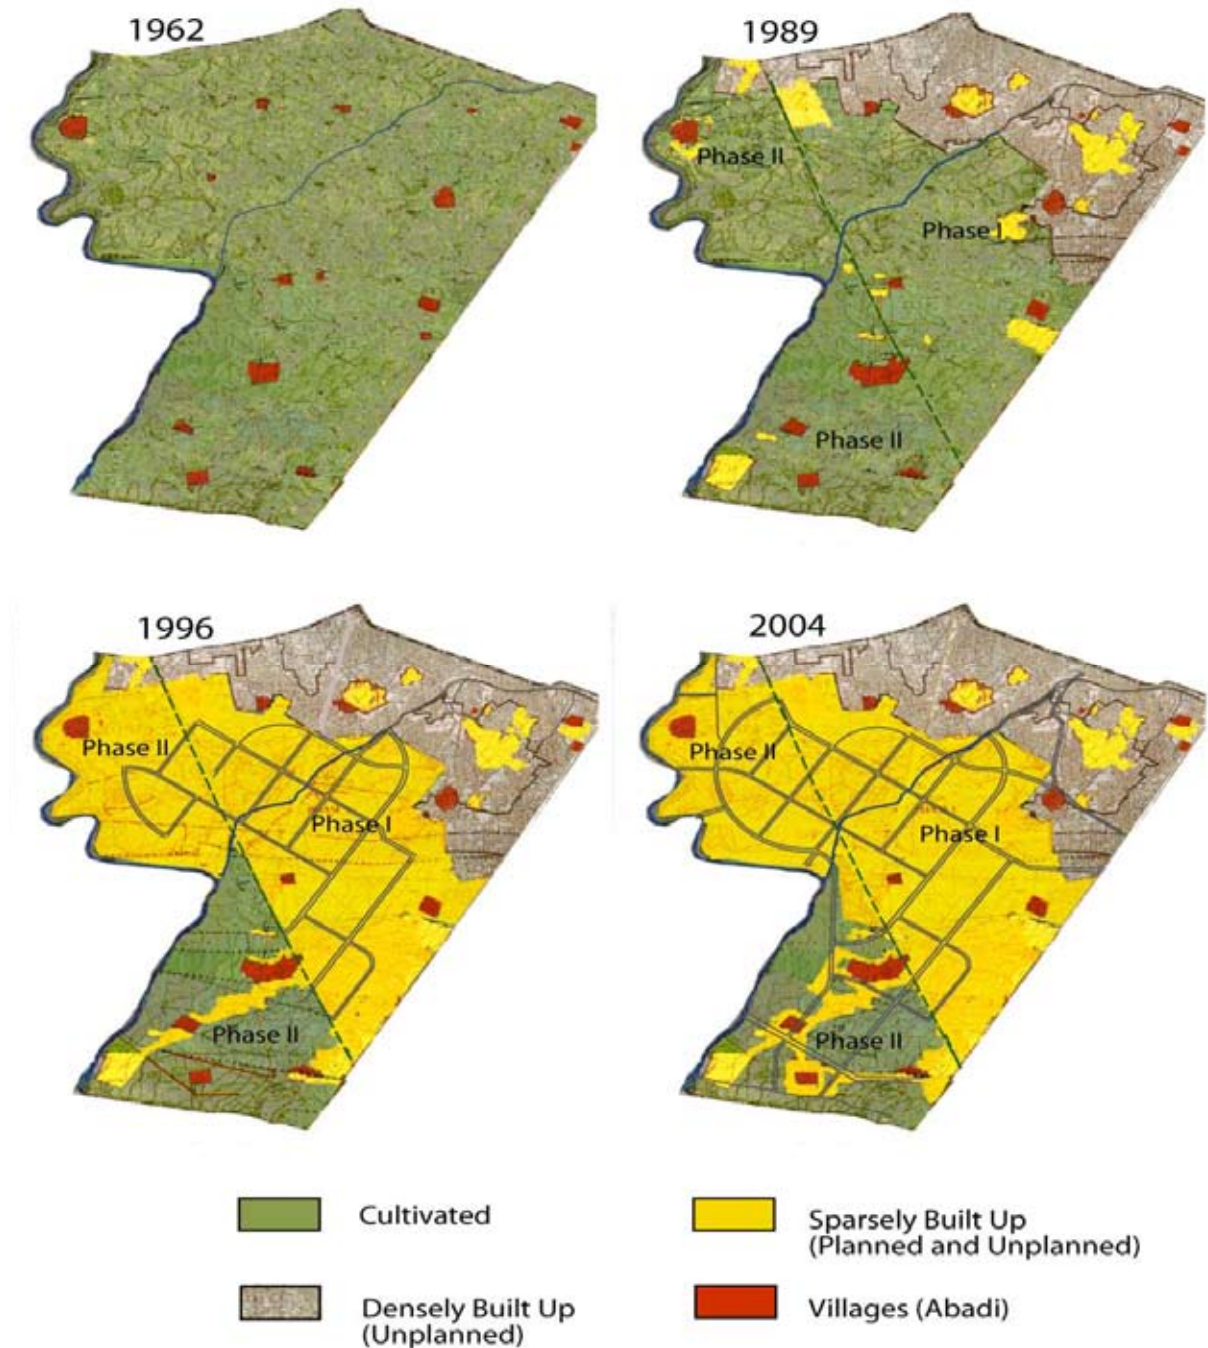 1962
1989
Phase II
Phase I
Phase II
1996
2004
Phase II
Phase I
Phase II
Phase II
Phase I
Phase II
Cultivated
Sparsely Built Up
(Planned and Unplanned)
Densely Built Up
(Unplanned)
Villages (Abadi)